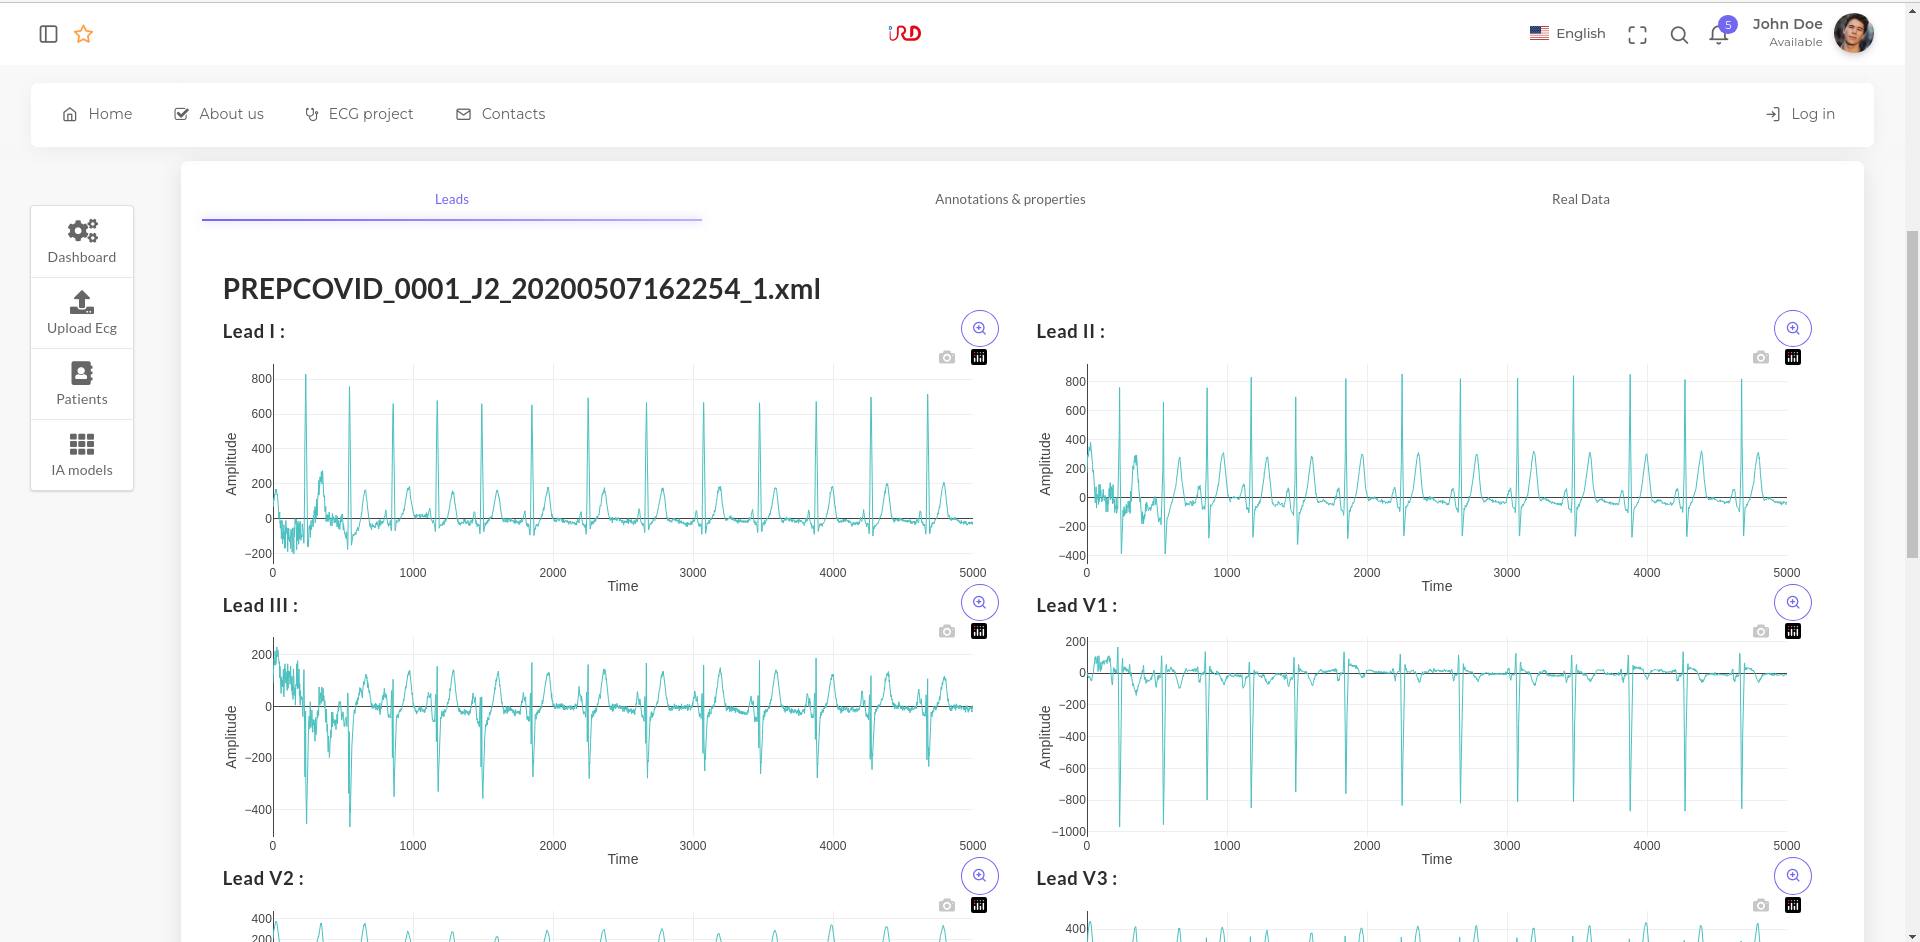 iRD
English
5
John Doe
Available
Home
About us
ECG project
Contacts
Log in
Dashboard
Upload Ecg
Patients
IA models
Leads
Annotations & properties
Real Data
PREPCOVID_0001_J2_20200507162254_1.xml
Lead I :
800
600
400
200
0
−200
Amplitude
0 1000 2000 3000 4000 5000
Time
Lead II :
800
600
400
200
0
−200
−400
Amplitude
0 1000 2000 3000 4000 5000
Time
Lead III :
200
0
−200
−400
Amplitude
0 1000 2000 3000 4000 5000
Time
Lead V1 :
200
0
−200
−400
−600
−800
−1000
Amplitude
0 1000 2000 3000 4000 5000
Time
Lead V2 :
400
200
Lead V3 :
400